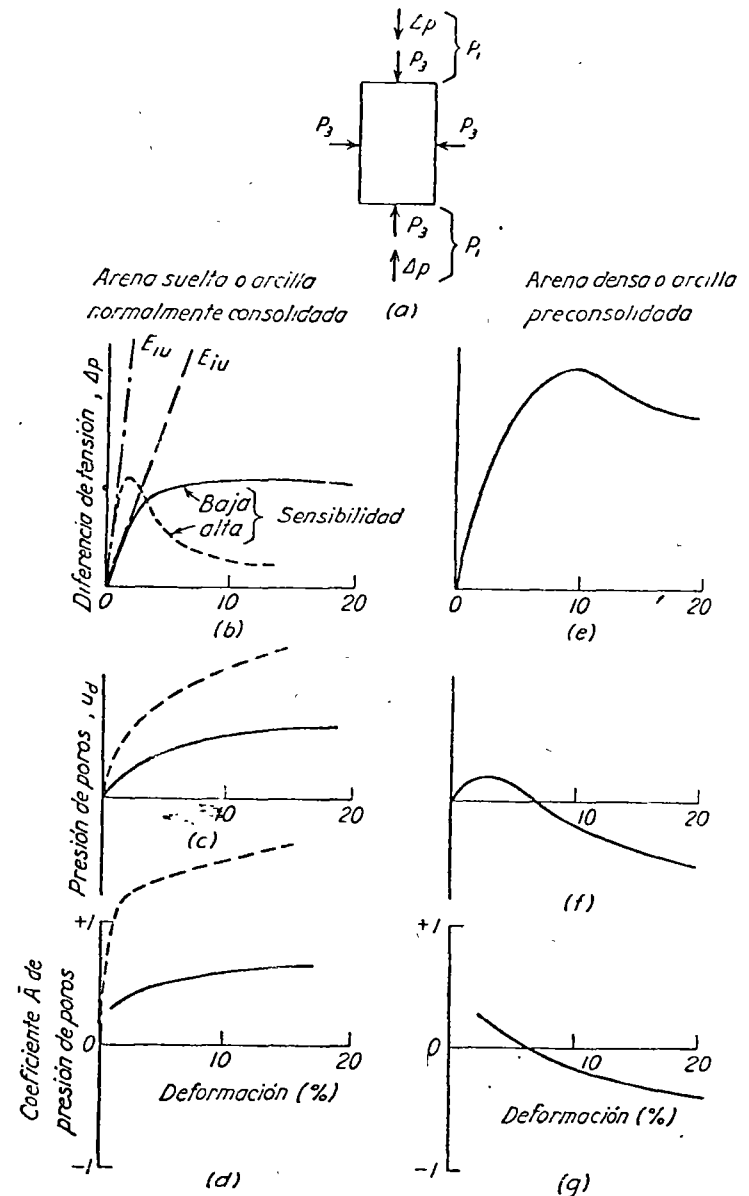 Δp
P₃
P₁
P₃
P₃
P₃
P₁
Δp
Arena suelta o arcilla
normalmente consolidada
(a)
Arena densa o arcilla
preconsolidada
Diferencia de tensión, Δp
E_iu
E_iu
Baja
alta
Sensibilidad
0
10
20
(b)
0
10
20
(e)
Presión de poros, u_d
10
20
(c)
10
20
(f)
Coeficiente Ā de
presión de poros
+1
0
-1
10
20
Deformación (%)
(d)
+1
0
-1
10
20
Deformación (%)
(g)